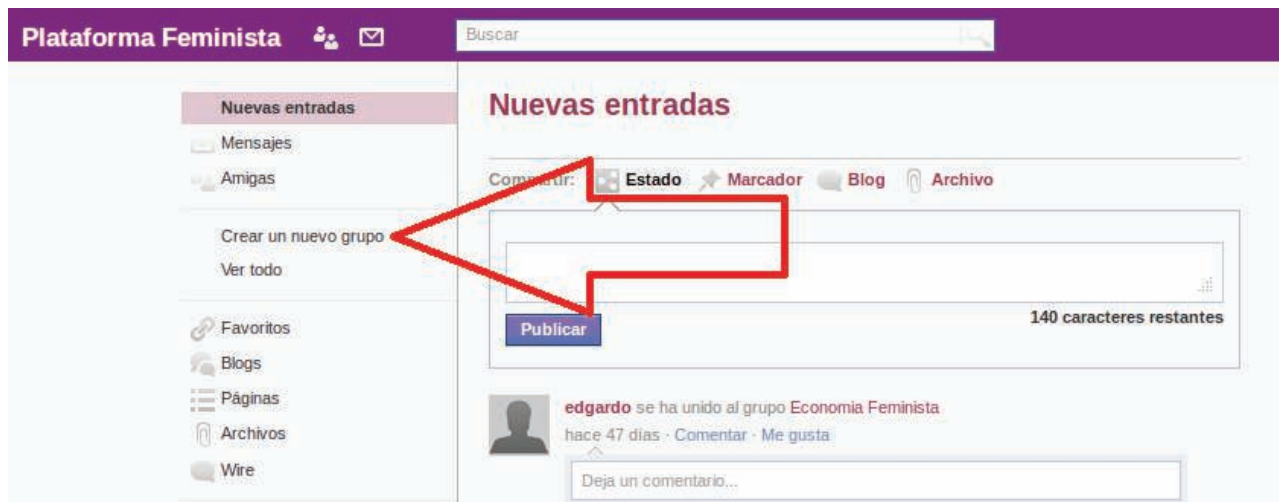 Plataforma Feminista
Buscar
Nuevas entradas
Mensajes
Amigas
Crear un nuevo grupo
Ver todo
Favoritos
Blogs
Páginas
Archivos
Wire
Nuevas entradas
Compartir: Estado Marcador Blog Archivo
140 caracteres restantes
Publicar
edgardo se ha unido al grupo Economia Feminista
hace 47 días · Comentar · Me gusta
Deja un comentario...